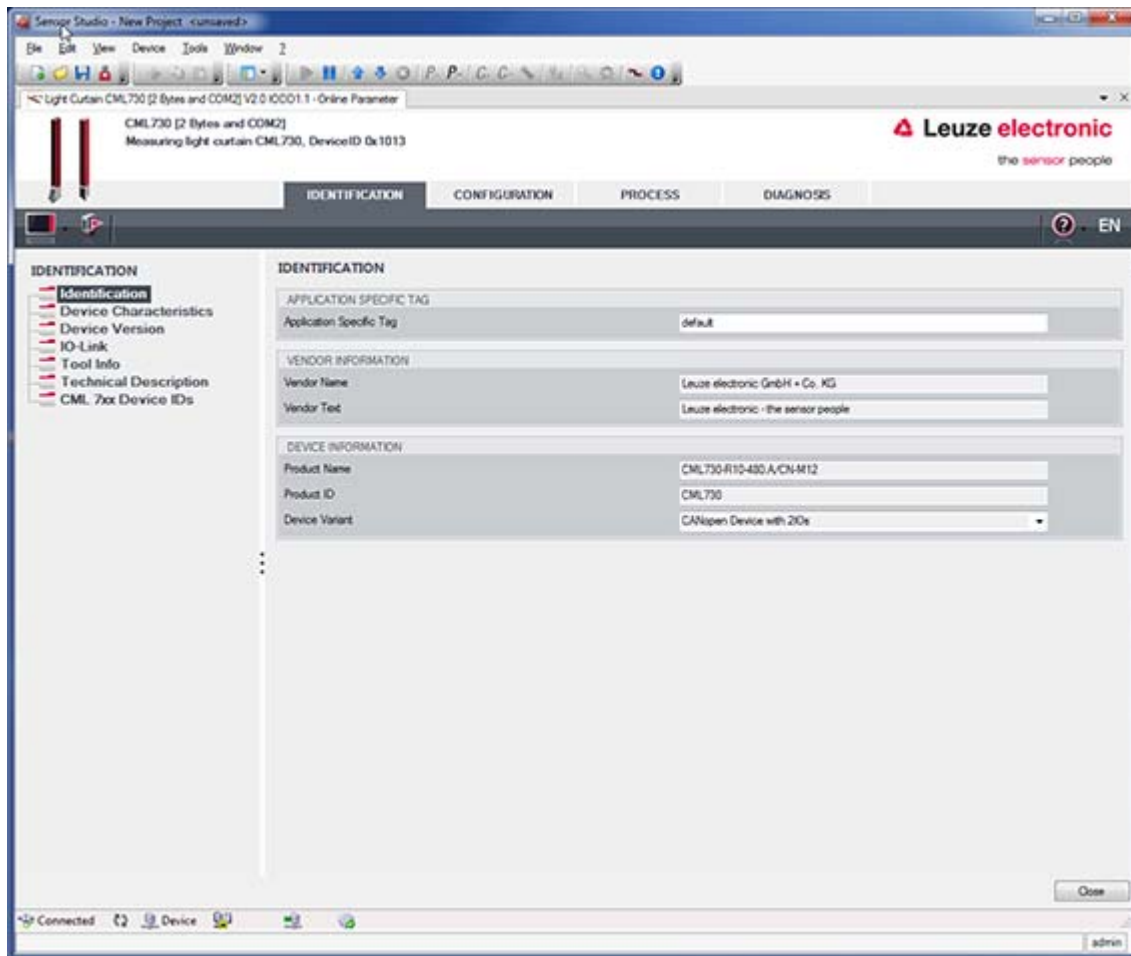 Sensor Studio - New Project <unsaved>
File Edit View Device Tools Window ?
Light Curtain CML730 [2 Bytes and COM2] V2.0 IODD1.1 - Online Parameter
CML730 [2 Bytes and COM2]
Measuring light curtain CML730, DeviceID 0x1013
Leuze electronic
the sensor people
IDENTIFICATION CONFIGURATION PROCESS DIAGNOSIS
EN
IDENTIFICATION
Identification
Device Characteristics
Device Version
IO-Link
Tool Info
Technical Description
CML 7xx Device IDs
IDENTIFICATION
APPLICATION SPECIFIC TAG
Application Specific Tag default
VENDOR INFORMATION
Vendor Name Leuze electronic GmbH + Co. KG
Vendor Text Leuze electronic - the sensor people
DEVICE INFORMATION
Product Name CML730-R10-480.A/CN-M12
Product ID CML730
Device Variant CANopen Device with 2IOs
Close
Connected Device
admin